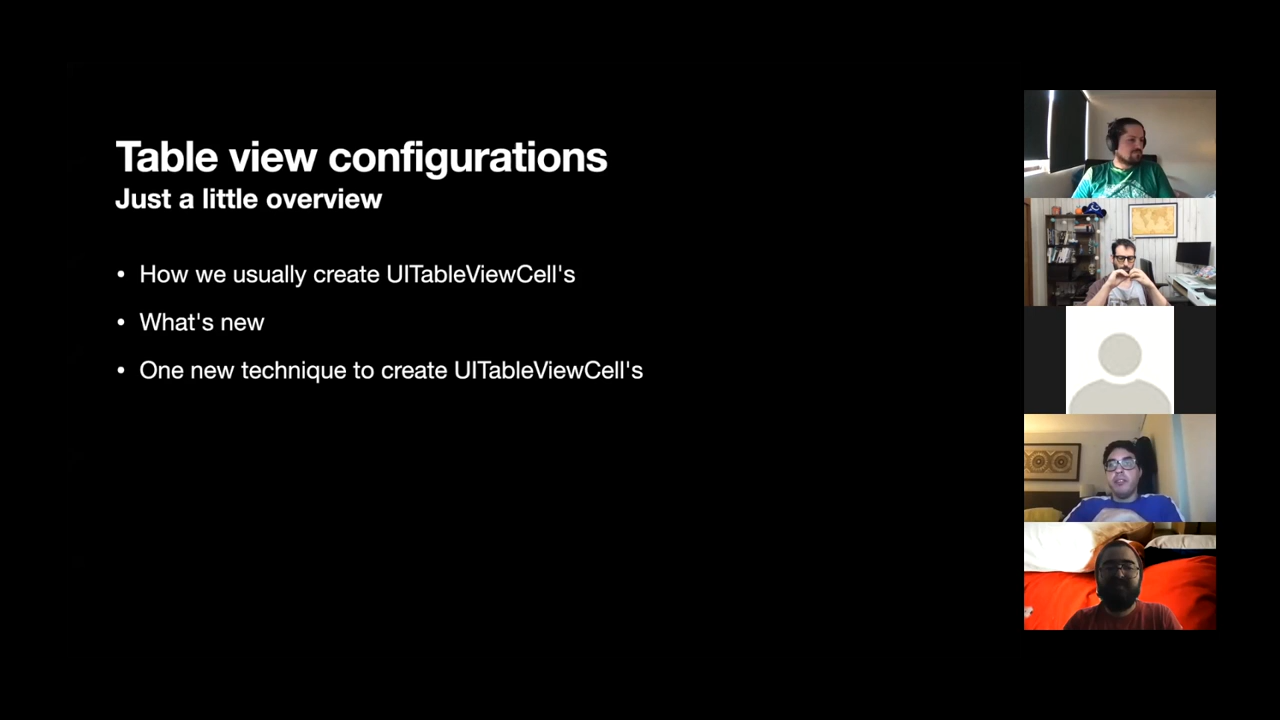 Table view configurations
Just a little overview
• How we usually create UITableViewCell's
• What's new
• One new technique to create UITableViewCell's